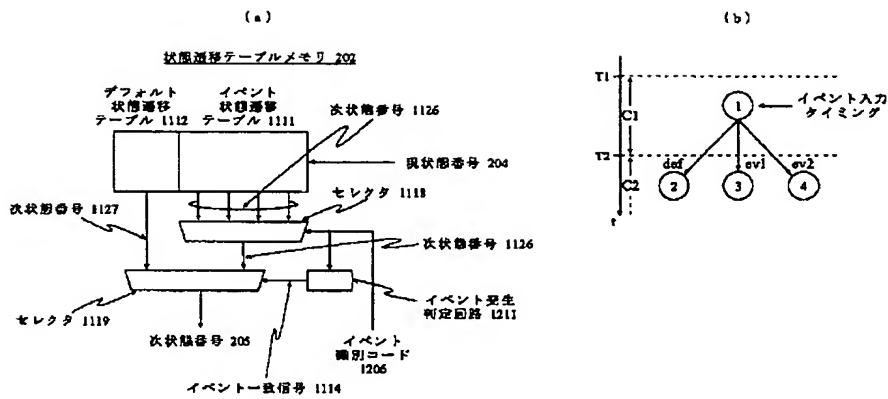 (a)
状態遷移テーブルメモリ 202
デフォルト
状態遷移
テーブル 1112
イベント
状態遷移
テーブル 1111
次状態番号 1126
現状態番号 204
セレクタ 1118
次状態番号 1127
次状態番号 1126
セレクタ 1119
イベント発生
判定回路 1211
次状態番号 205
イベント
識別コード
1206
イベント一致信号 1114
(b)
T1
C1
1
イベント入力
タイミング
T2
def
ev1
ev2
C2
2
3
4
t